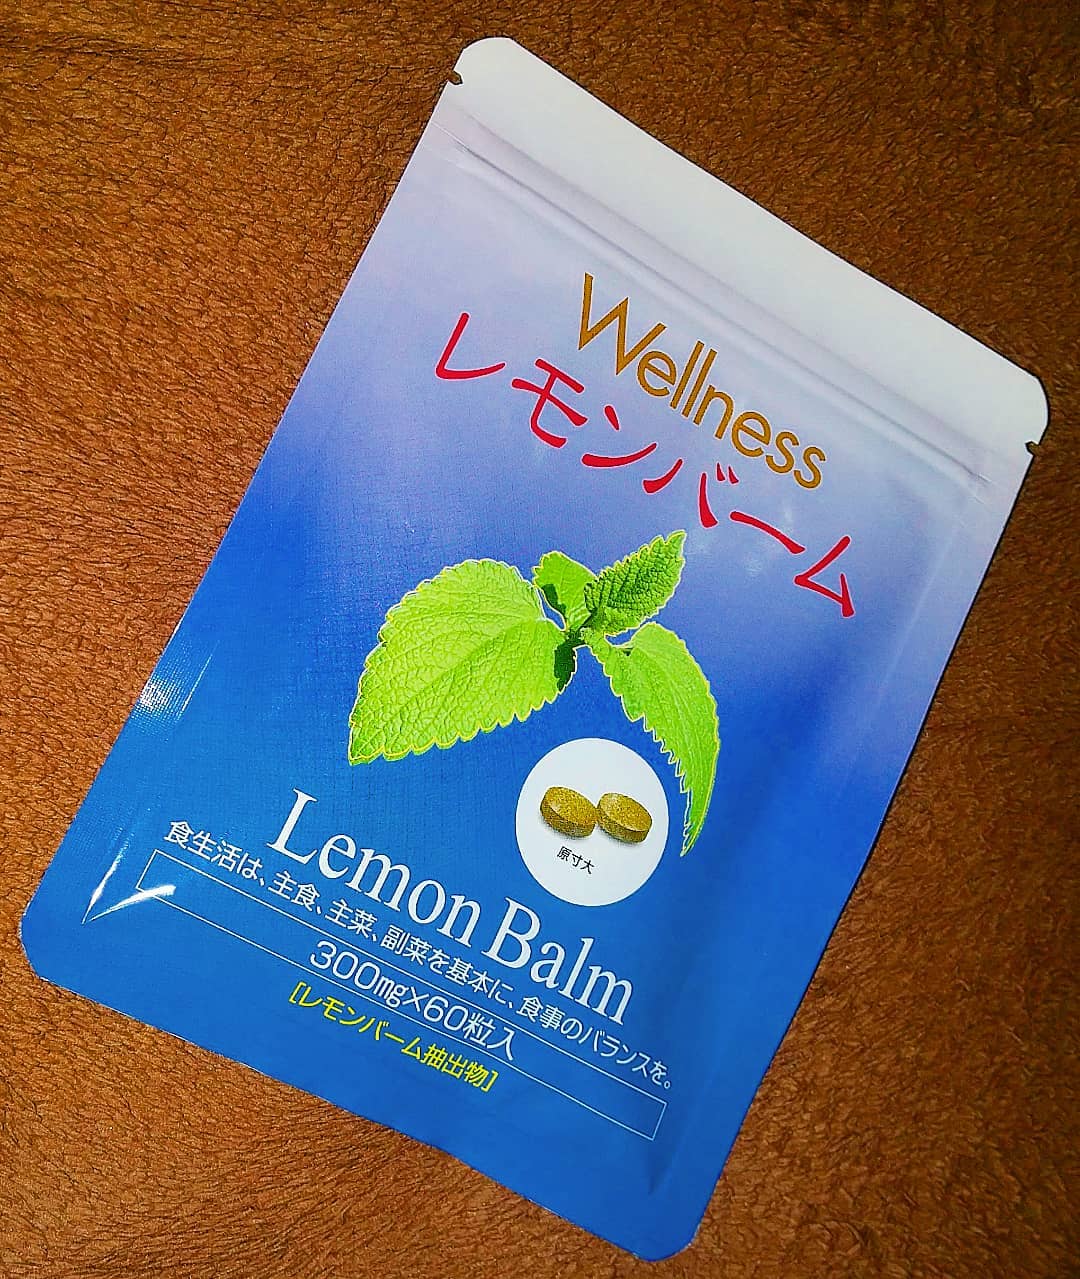 Wellness
レモンバーム
原寸大
Lemon Balm
食生活は、主食、主菜、副菜を基本に、食事のバランスを。
300mg×60粒入
[レモンバーム抽出物]